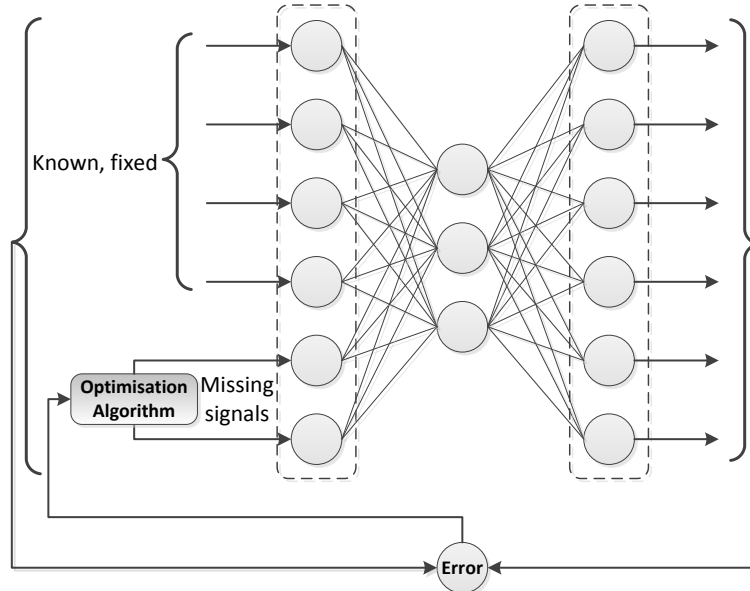 Known, fixed
Optimisation
Algorithm
Missing
signals
Error